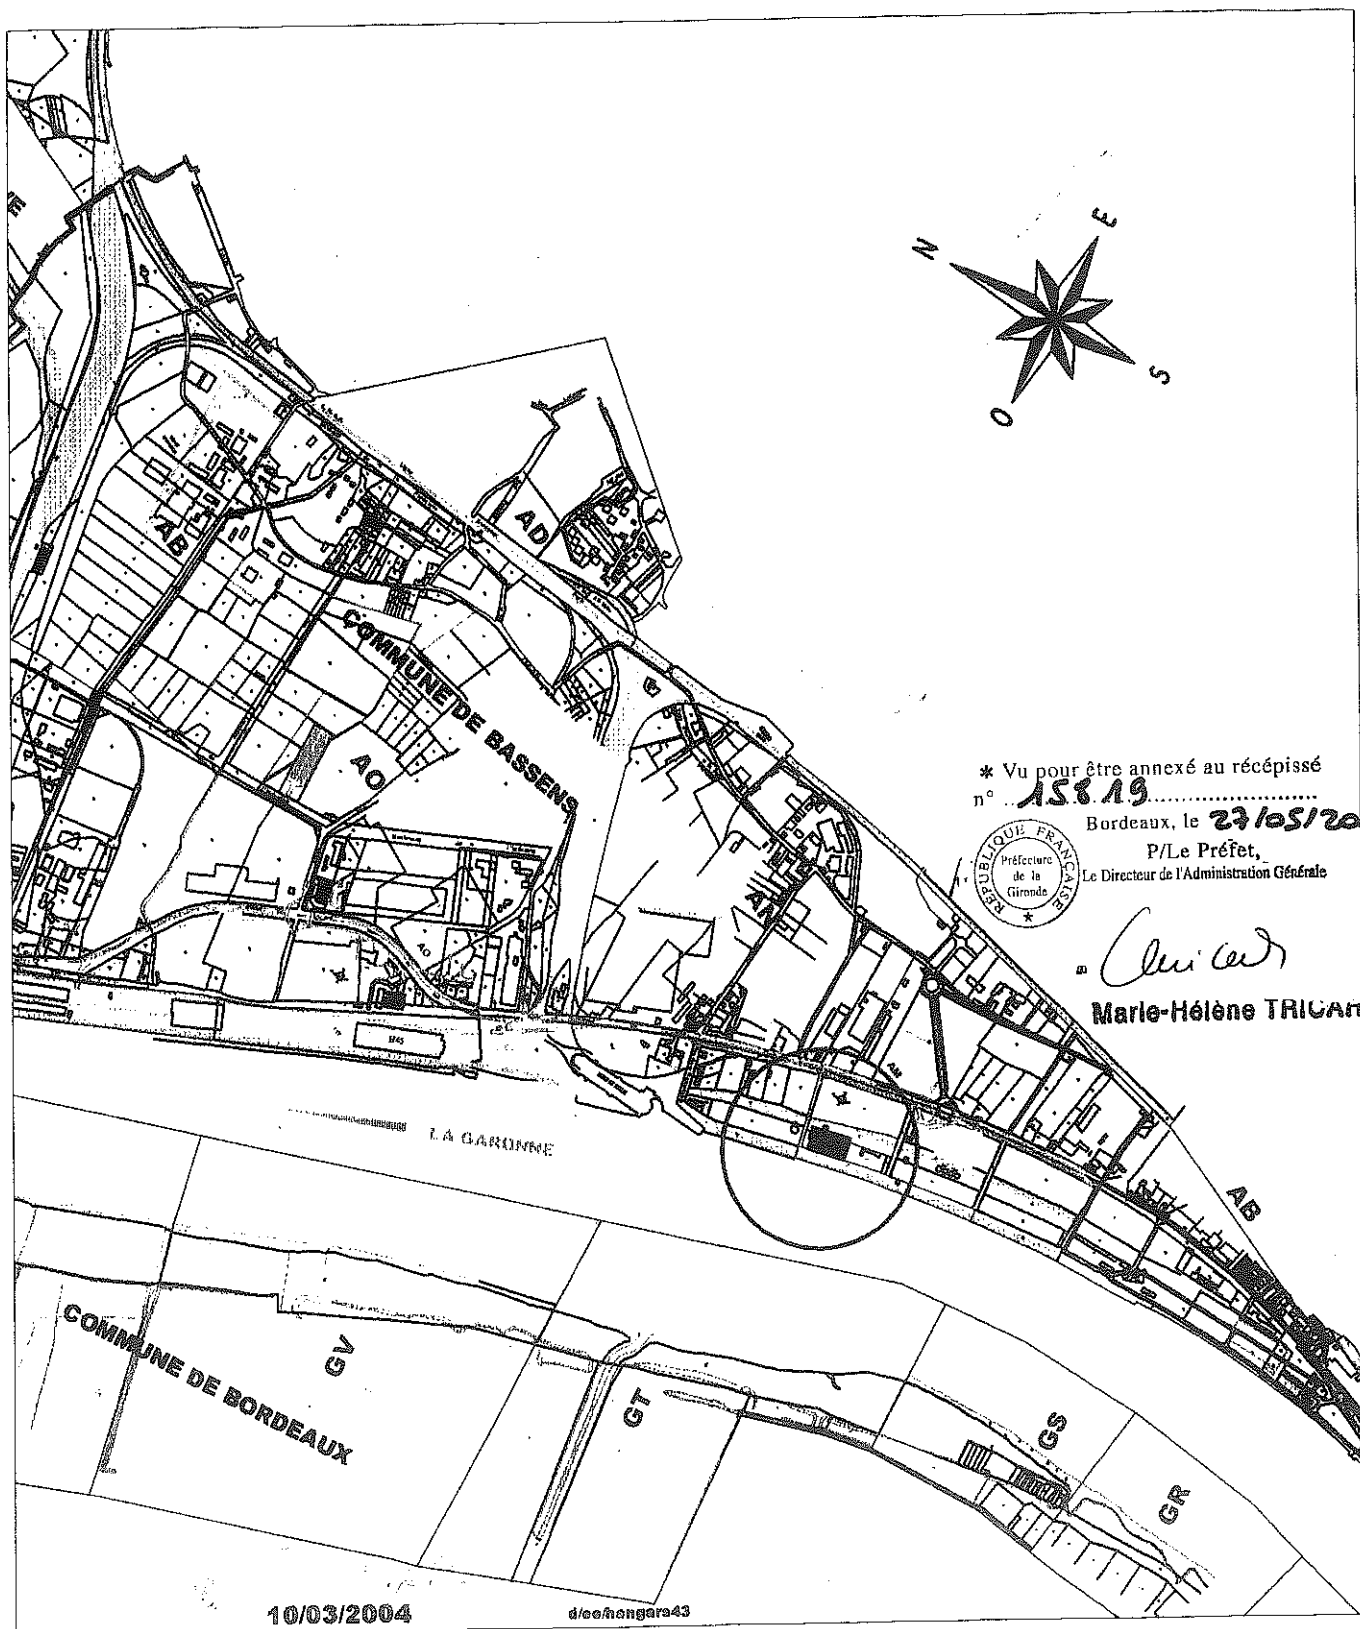 N
E
S
O
AD
AB
COMMUNE DE BASSENS
AO
* Vu pour être annexé au récépissé
n° 15819
Bordeaux, le 27/05/20
P/Le Préfet,
Le Directeur de l'Administration Générale
RÉPUBLIQUE FRANÇAISE
Préfecture
de la
Gironde
Marie-Hélène
AO
H45
AM
LA GARONNE
AB
COMMUNE DE BORDEAUX
GV
GT
GS
GR
10/03/2004